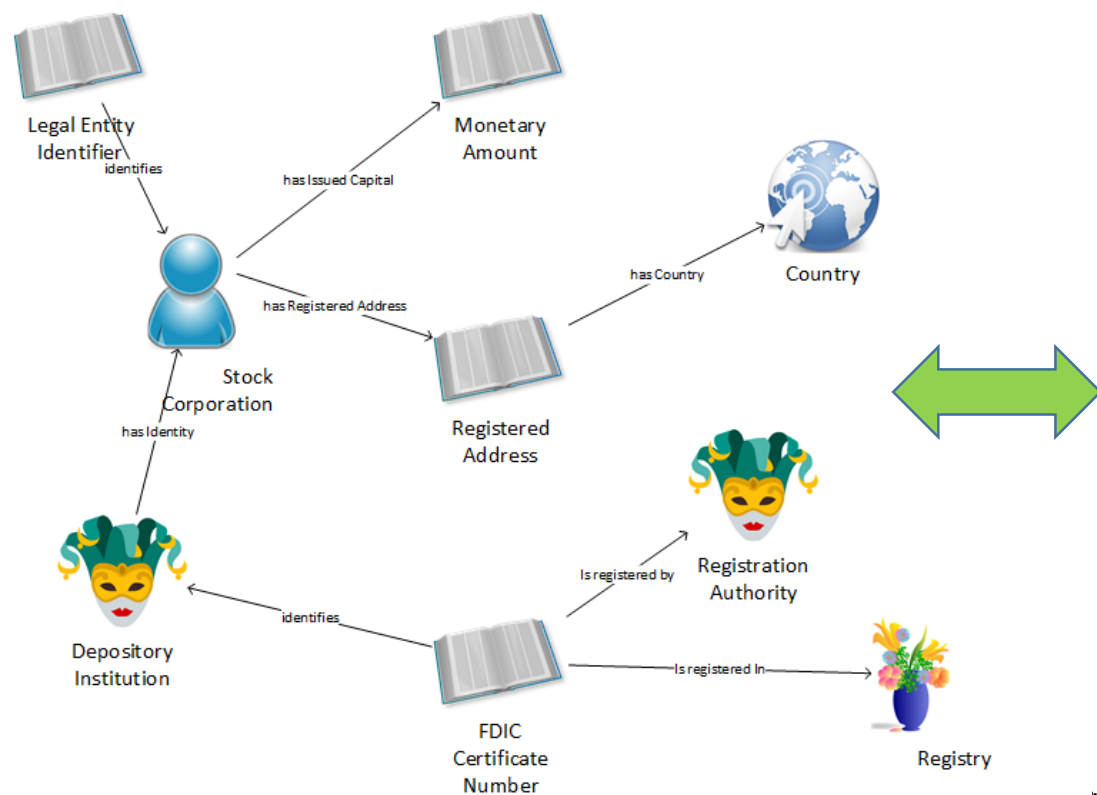 Legal Entity
Identifier
identifies
Monetary
Amount
has Issued Capital
has Country
Country
has Registered Address
Stock
Corporation
Registered
Address
has Identity
Is registered by
Registration
Authority
identifies
Depository
Institution
Is registered In
FDIC
Certificate
Number
Registry